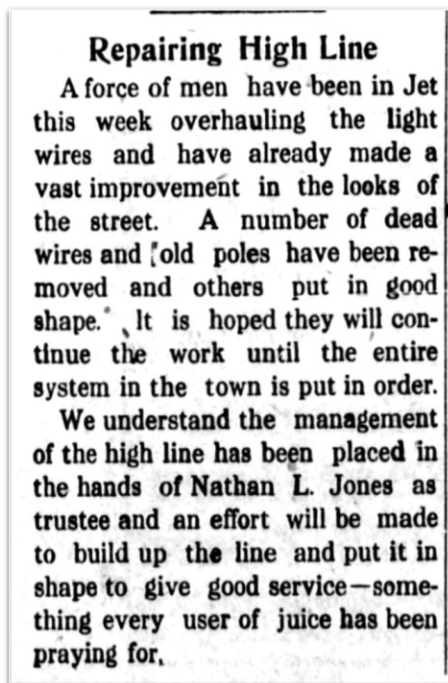 Repairing High Line
A force of men have been in Jet
this week overhauling the light
wires and have already made a
vast improvement in the looks of
the street. A number of dead
wires and old poles have been re-
moved and others put in good
shape. It is hoped they will con-
tinue the work until the entire
system in the town is put in order.
We understand the management
of the high line has been placed in
the hands of Nathan L. Jones as
trustee and an effort will be made
to build up the line and put it in
shape to give good service—some-
thing every user of juice has been
praying for.